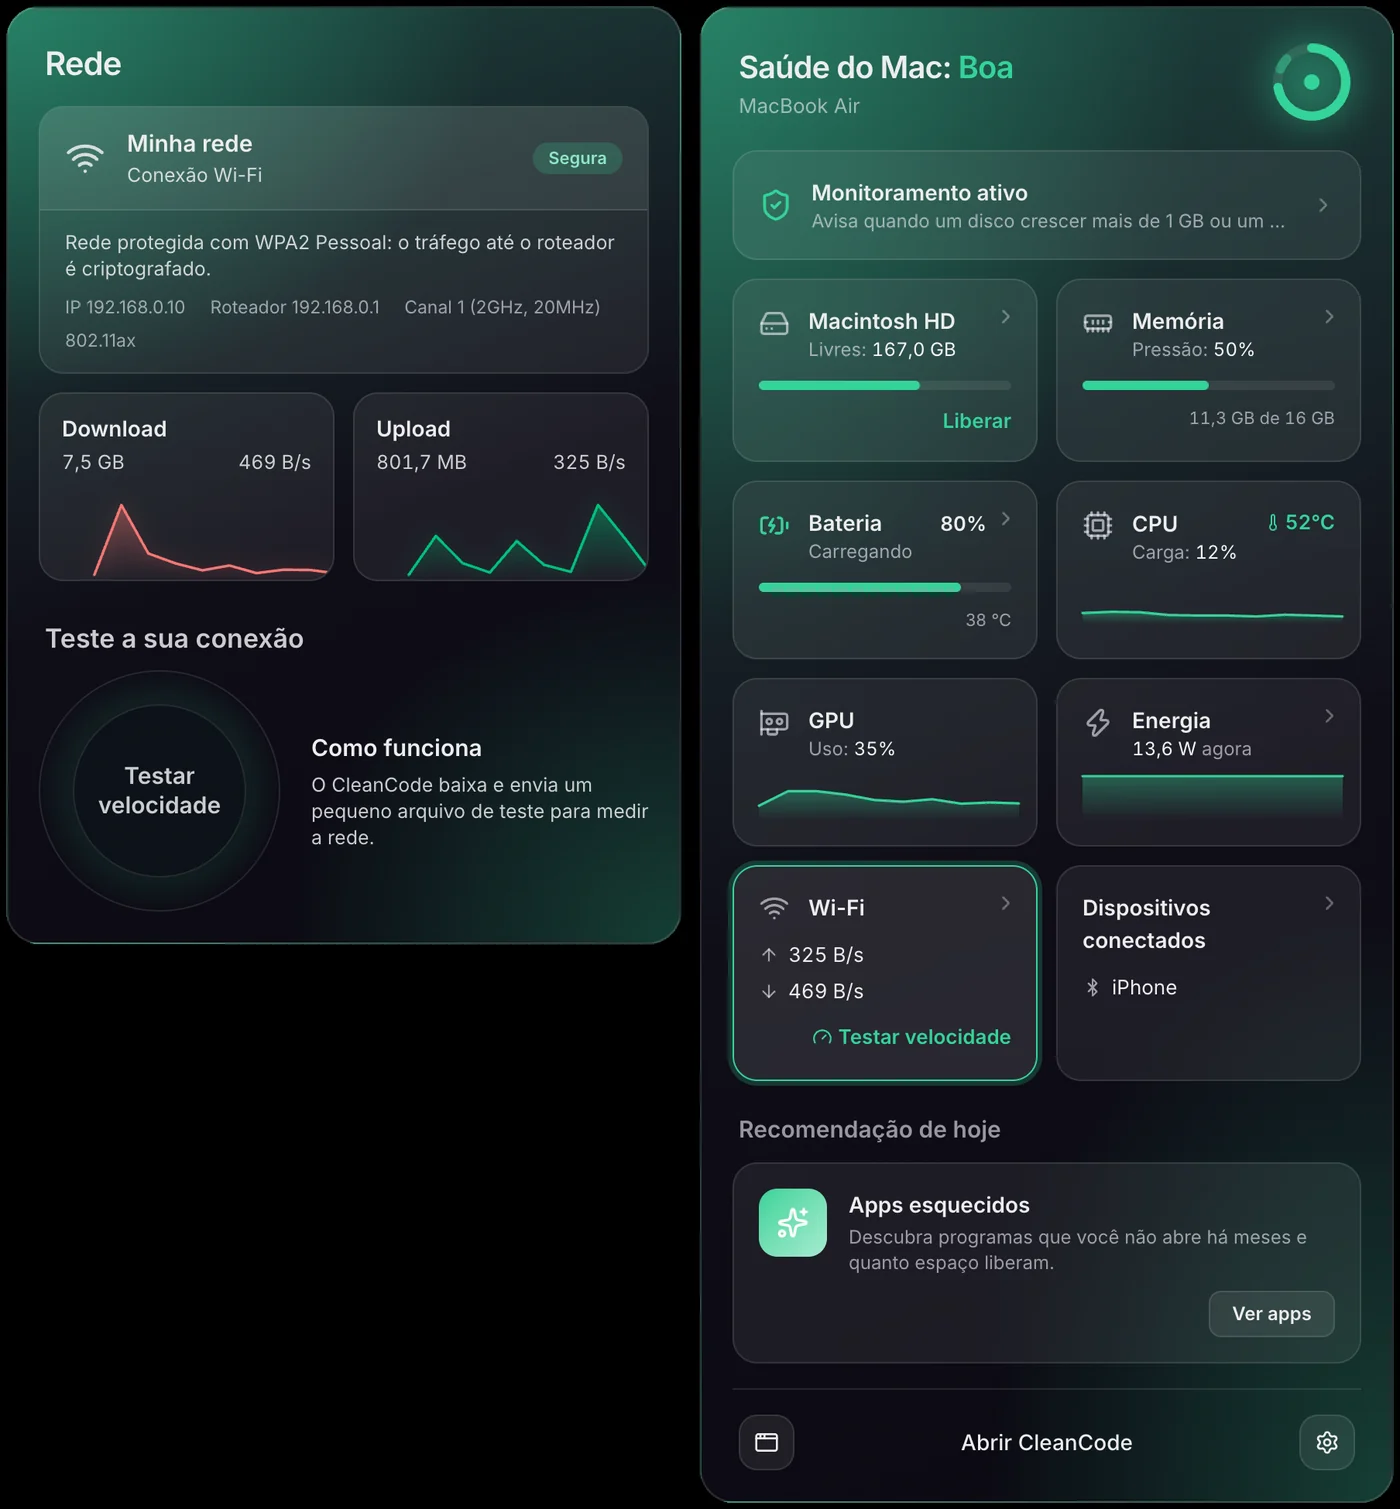 Rede
Minha rede
Conexão Wi-Fi
Segura
Rede protegida com WPA2 Pessoal: o tráfego até o roteador
é criptografado.
IP 192.168.0.10 Roteador 192.168.0.1 Canal 1 (2GHz, 20MHz)
802.11ax
Download
7,5 GB 469 B/s
Upload
801,7 MB 325 B/s
Teste a sua conexão
Testar
velocidade
Como funciona
O CleanCode baixa e envia um
pequeno arquivo de teste para medir
a rede.
Saúde do Mac: Boa
MacBook Air
Monitoramento ativo
Avisa quando um disco crescer mais de 1 GB ou um ...
Macintosh HD
Livres: 167,0 GB
Liberar
Memória
Pressão: 50%
11,3 GB de 16 GB
Bateria 80%
Carregando
38 °C
CPU 52°C
Carga: 12%
GPU
Uso: 35%
Energia
13,6 W agora
Wi-Fi
325 B/s
469 B/s
Testar velocidade
Dispositivos
conectados
iPhone
Recomendação de hoje
Apps esquecidos
Descubra programas que você não abre há meses e
quanto espaço liberam.
Ver apps
Abrir CleanCode